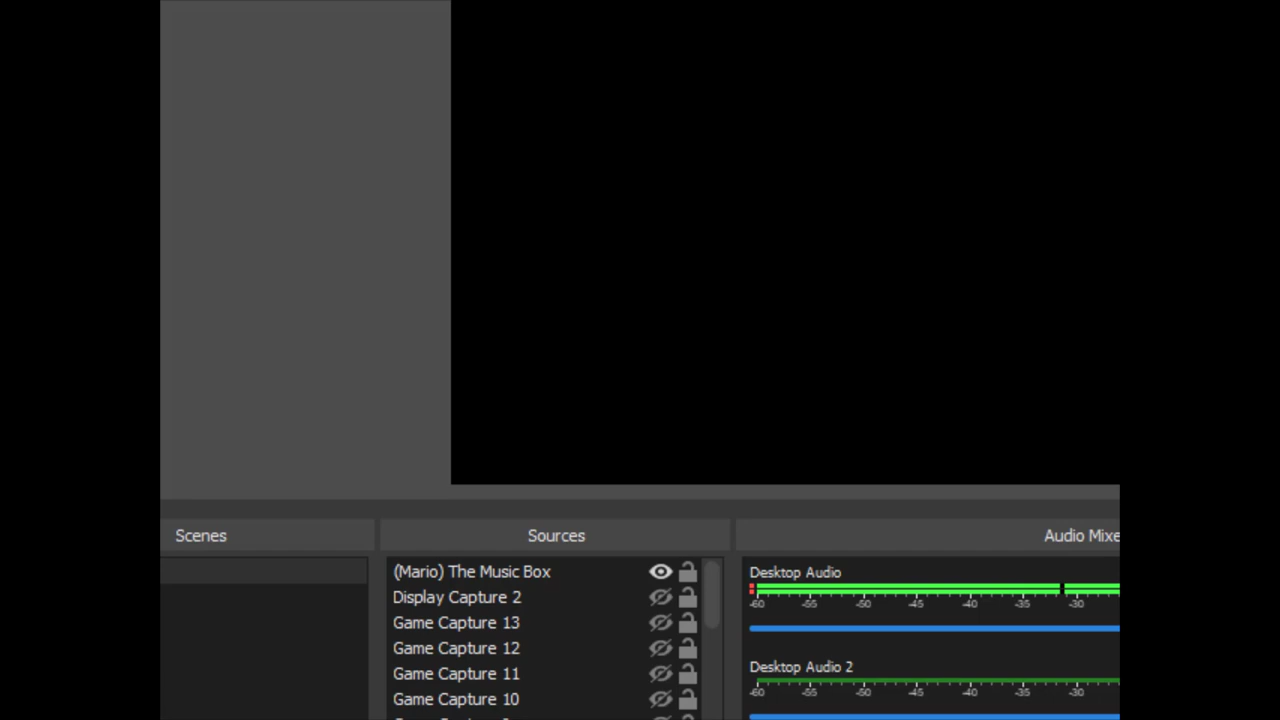 Scenes
Sources
Audio Mixe
(Mario) The Music Box
Display Capture 2
Game Capture 13
Game Capture 12
Game Capture 11
Game Capture 10
Desktop Audio
-60 -55 -50 -45 -40 -35 -30
Desktop Audio 2
-60 -55 -50 -45 -40 -35 -30